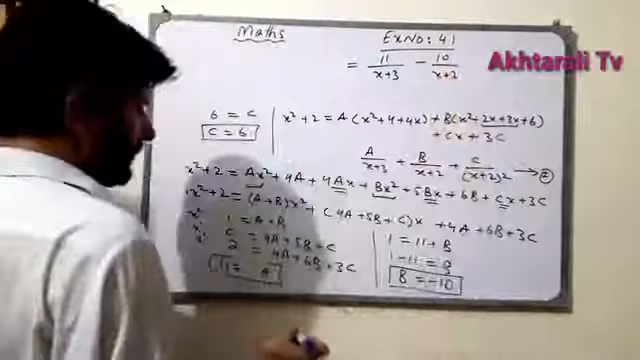 Maths
Ex No: 41
= 11/x+3 - 10/x+2
Akhtarali Tv
6 = C
C = 6
x²+2 = A(x²+4+4x) + B(x²+2x+3x+6)
+ Cx + 3C
A/x+3 + B/x+2 + C/(x+2)² → ②
x²+2 = Ax² + 4A + 4Ax + Bx² + 5Bx + 6B + Cx + 3C
x²+2 = (A+B)x² + (4A+5B+C)x + 4A+6B+3C
x² 1 = A+B
= 4A+5B+C
2 = 4A+6B+3C
11 = A
1 = 11+B
1-11 = B
B = -10